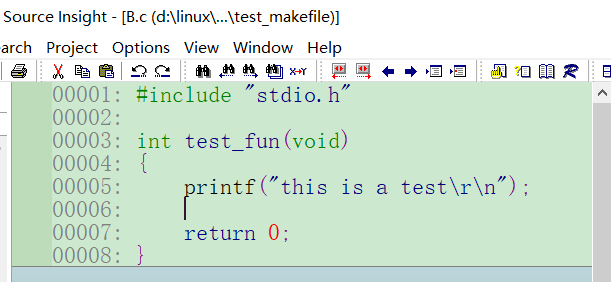 Source Insight - [B.c (d:\linux\...\test_makefile)]
arch Project Options View Window Help
00001: #include "stdio.h"
00002:
00003: int test_fun(void)
00004: {
00005:     printf("this is a test\r\n");
00006:
00007:     return 0;
00008: }